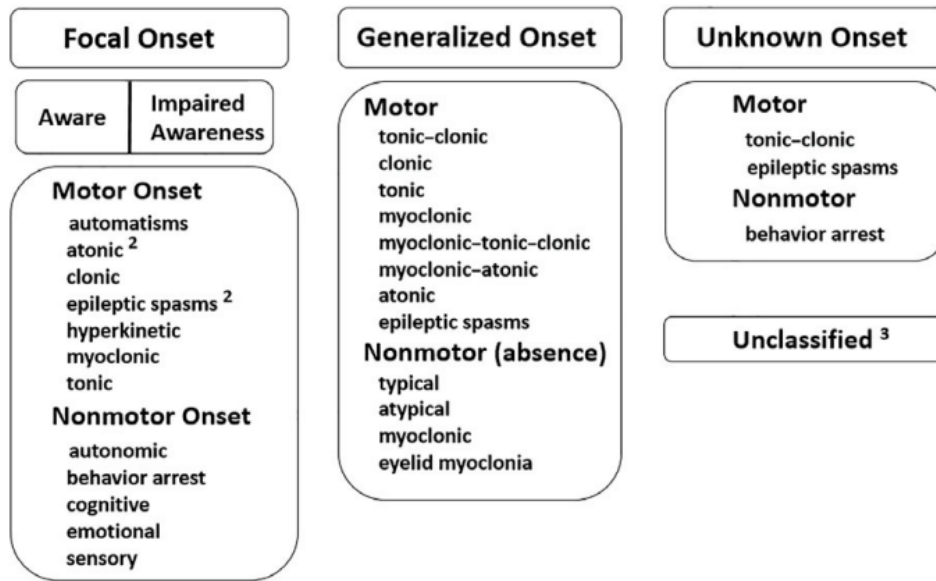 Focal Onset
Aware
Impaired
Awareness
Motor Onset
automatisms
atonic ²
clonic
epileptic spasms ²
hyperkinetic
myoclonic
tonic
Nonmotor Onset
autonomic
behavior arrest
cognitive
emotional
sensory
Generalized Onset
Motor
tonic–clonic
clonic
tonic
myoclonic
myoclonic–tonic–clonic
myoclonic–atonic
atonic
epileptic spasms
Nonmotor (absence)
typical
atypical
myoclonic
eyelid myoclonia
Unknown Onset
Motor
tonic–clonic
epileptic spasms
Nonmotor
behavior arrest
Unclassified ³